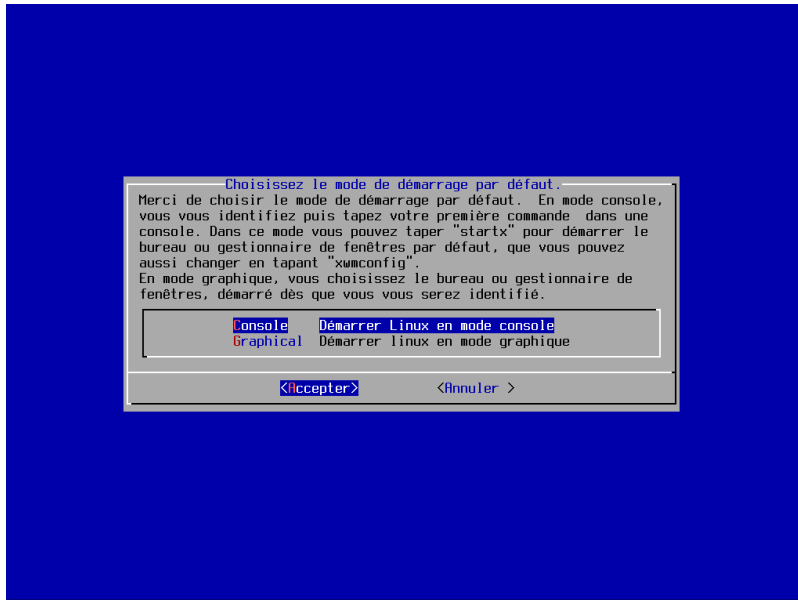 Choisissez le mode de démarrage par défaut.
Merci de choisir le mode de démarrage par défaut.  En mode console,
vous vous identifiez puis tapez votre première commande  dans une
console. Dans ce mode vous pouvez taper "startx" pour démarrer le
bureau ou gestionnaire de fenêtres par défaut, que vous pouvez
aussi changer en tapant "xwmconfig".
En mode graphique, vous choisissez le bureau ou gestionnaire de
fenêtres, démarré dès que vous vous serez identifié.
Console    Démarrer Linux en mode console
Graphical  Démarrer linux en mode graphique
<Accepter>          <Annuler >